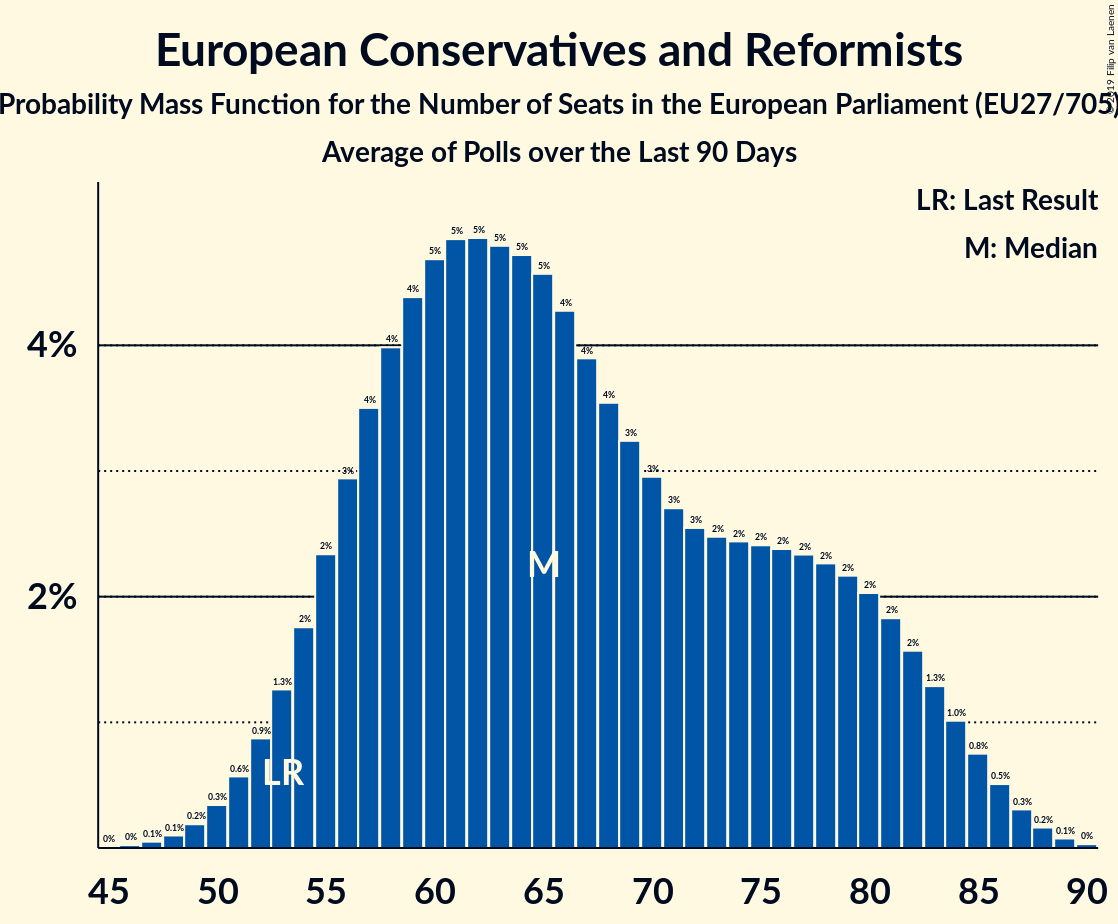 European Conservatives and Reformists
Probability Mass Function for the Number of Seats in the European Parliament (EU27/705)
Average of Polls over the Last 90 Days
© 2019 Filip van Laenen
LR: Last Result
M: Median
4%
2%
0% 0% 0.1% 0.1% 0.2% 0.3% 0.6% 0.9% 1.3% 2% 2% 3% 4% 4% 4% 5% 5% 5% 5% 5% 5% 4% 4% 4% 3% 3% 3% 3% 2% 2% 2% 2% 2% 2% 2% 2% 2% 2% 1.3% 1.0% 0.8% 0.5% 0.3% 0.2% 0.1% 0%
M
LR
45 50 55 60 65 70 75 80 85 90